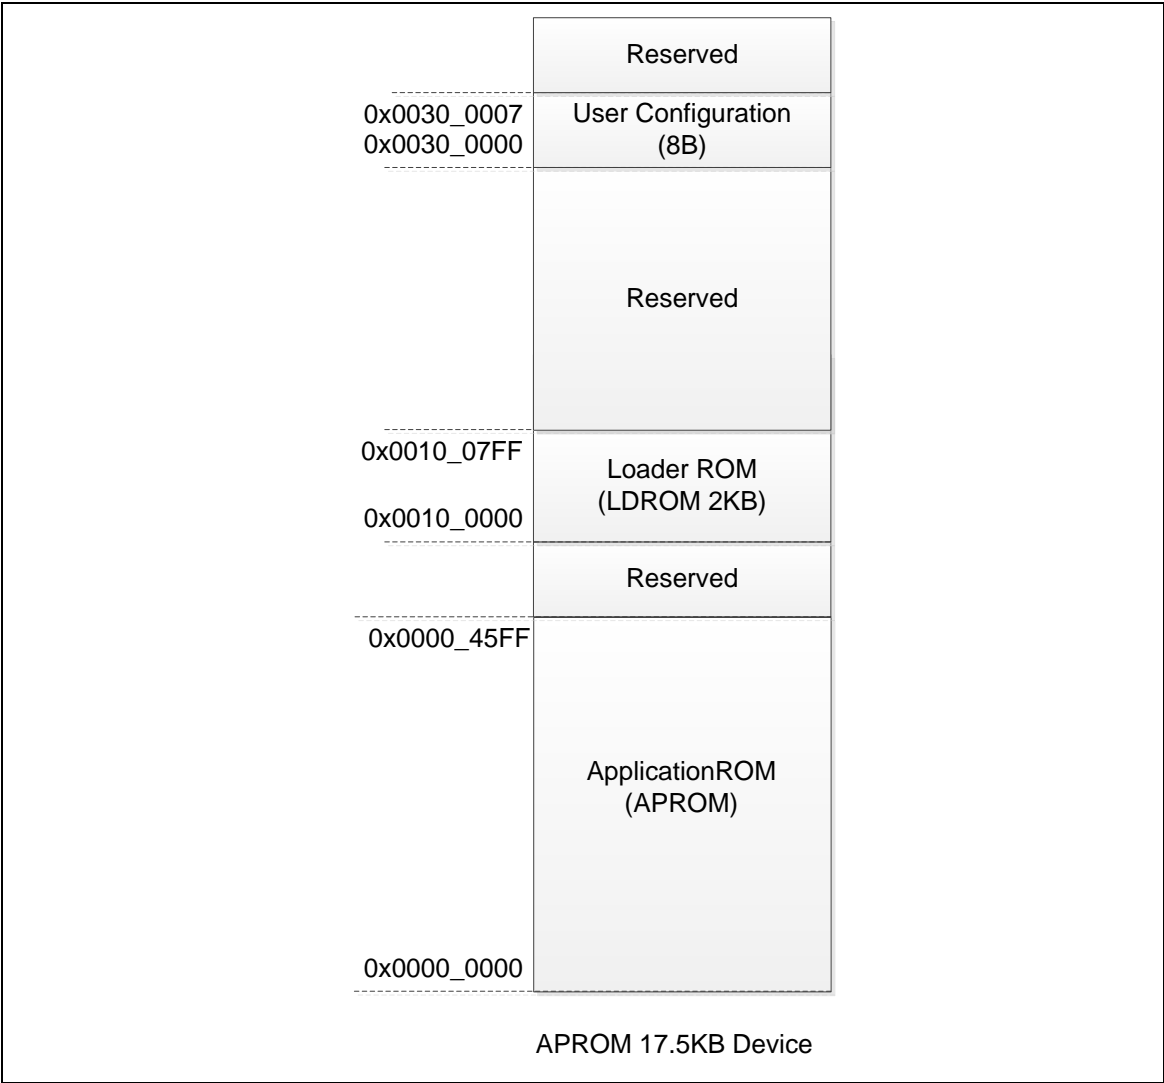 Reserved
0x0030_0007
User Configuration
0x0030_0000
(8B)
Reserved
0x0010_07FF
Loader ROM
(LDROM 2KB)
0x0010_0000
Reserved
0x0000_45FF
ApplicationROM
(APROM)
0x0000_0000
APROM 17.5KB Device